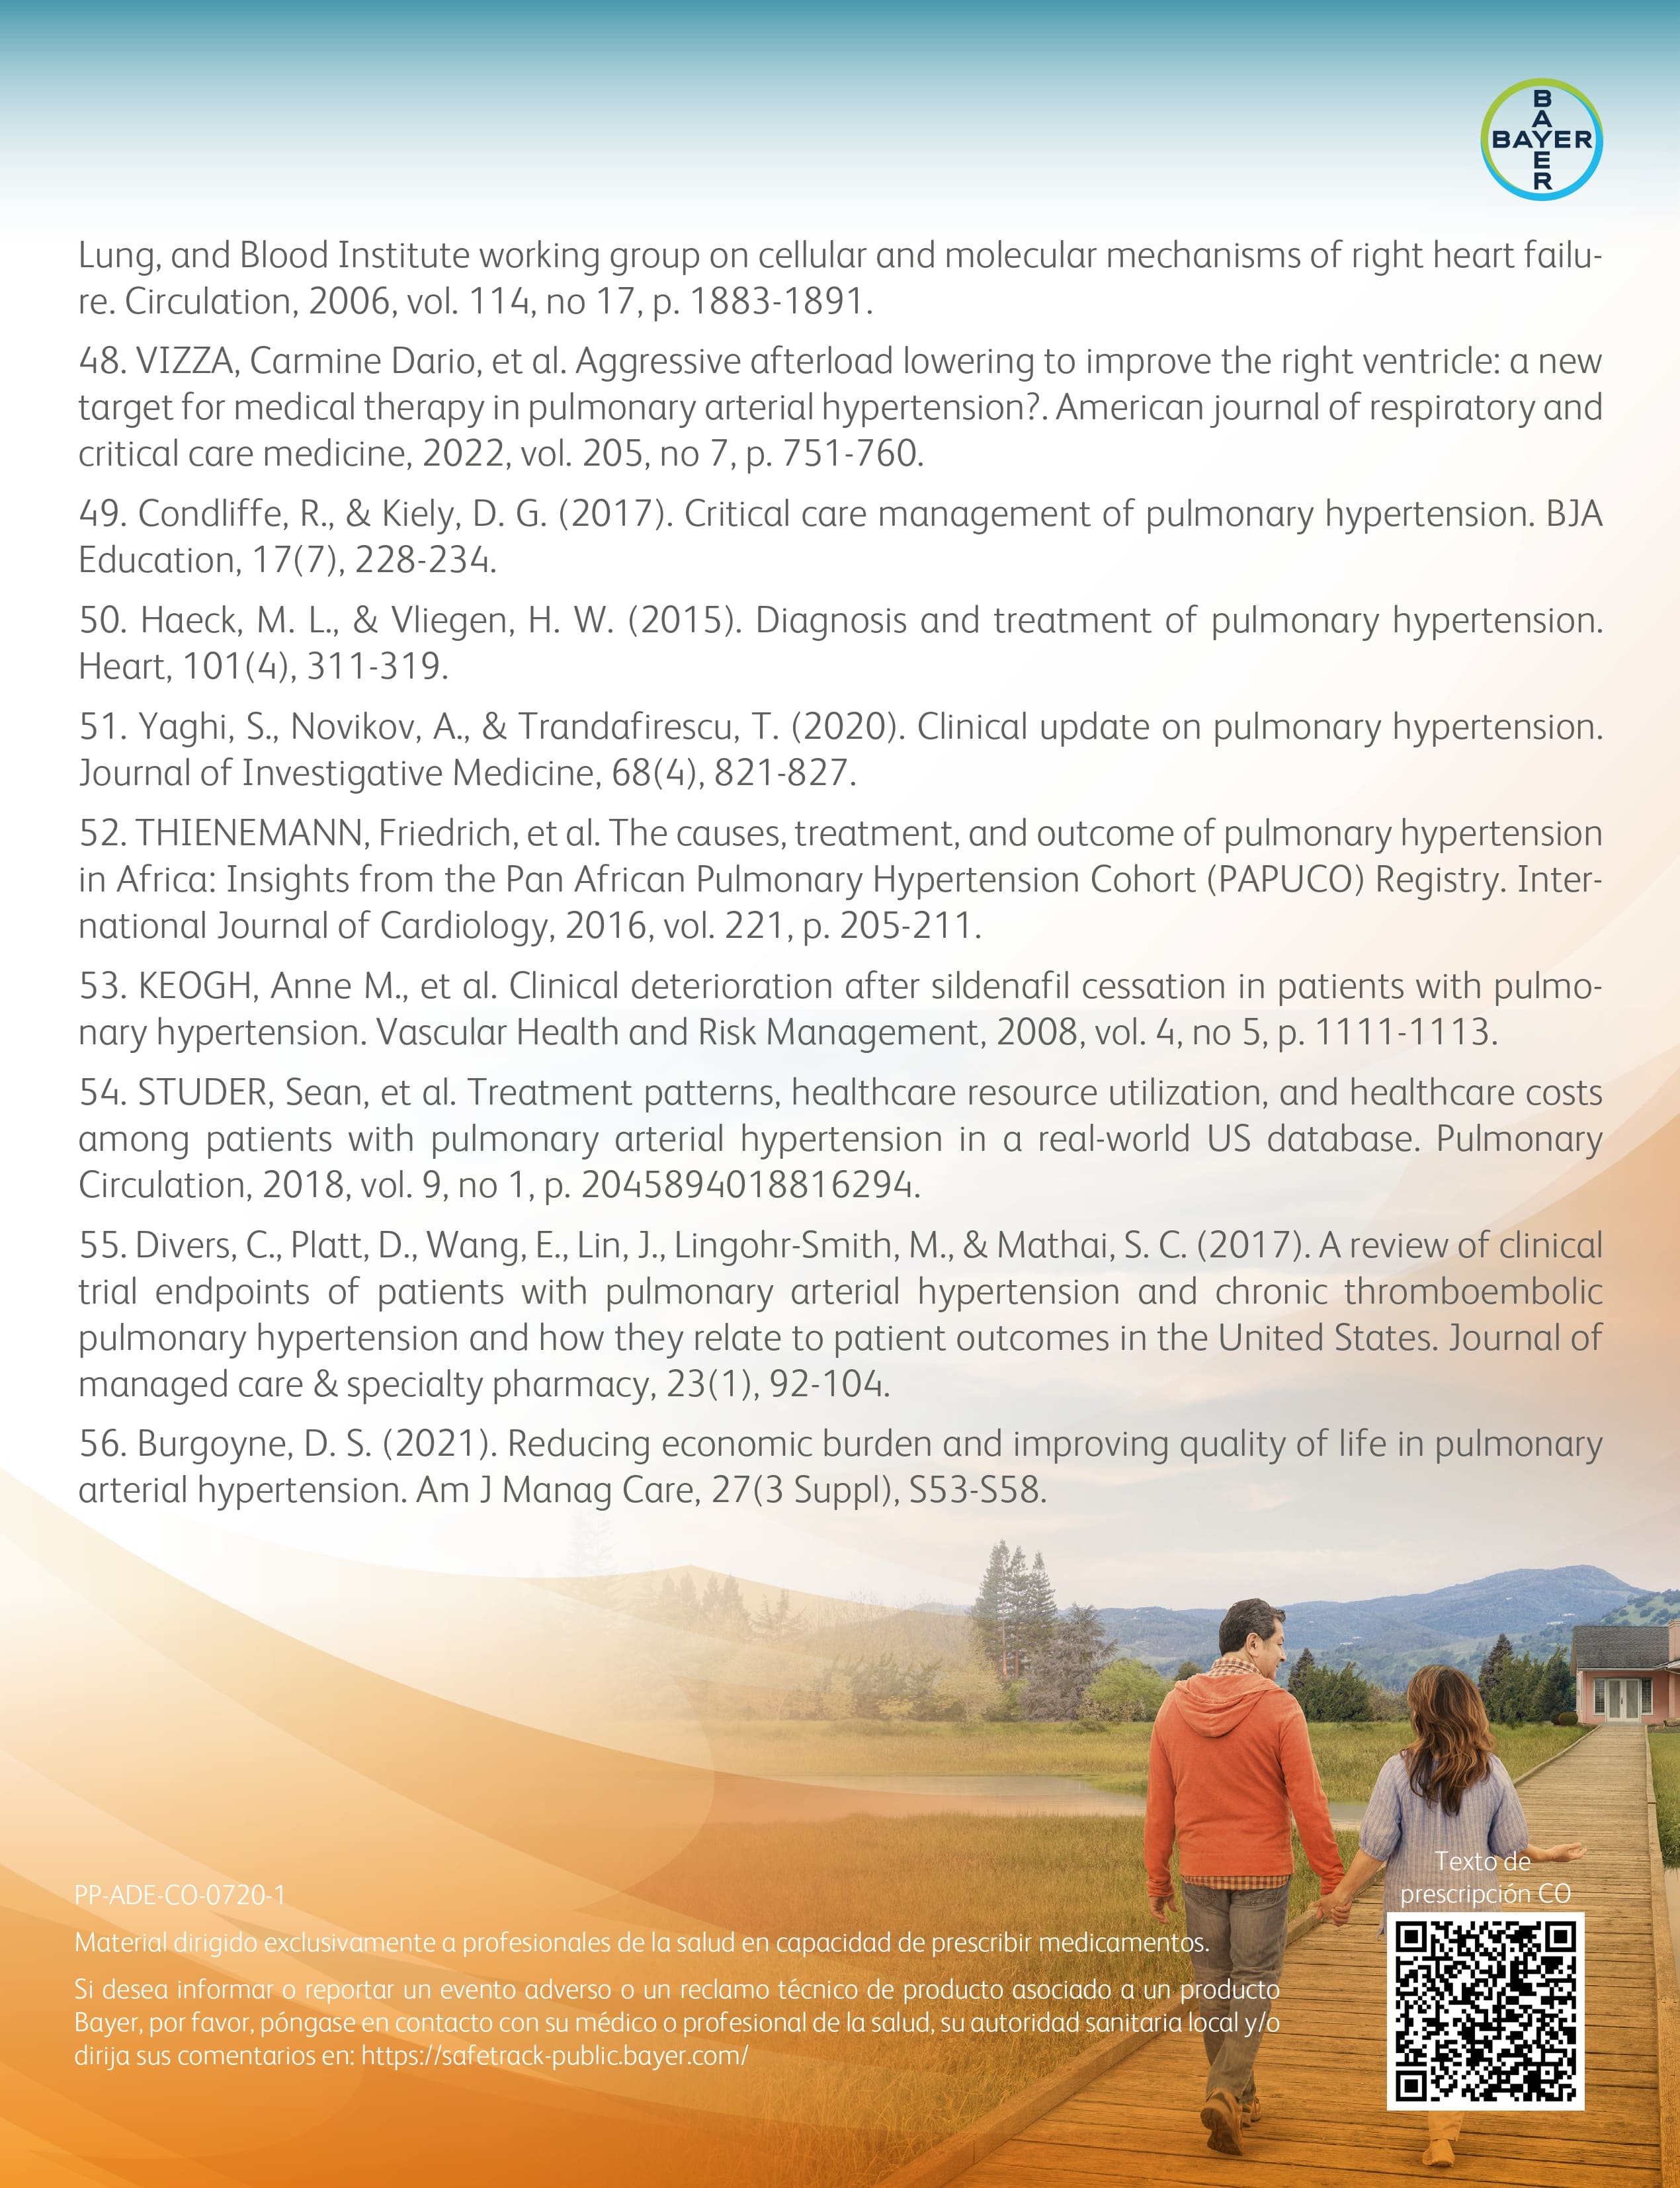 BAYER
BAYER
Lung, and Blood Institute working group on cellular and molecular mechanisms of right heart failu-
re. Circulation, 2006, vol. 114, no 17, p. 1883-1891.
48. VIZZA, Carmine Dario, et al. Aggressive afterload lowering to improve the right ventricle: a new
target for medical therapy in pulmonary arterial hypertension?. American journal of respiratory and
critical care medicine, 2022, vol. 205, no 7, p. 751-760.
49. Condliffe, R., & Kiely, D. G. (2017). Critical care management of pulmonary hypertension. BJA
Education, 17(7), 228-234.
50. Haeck, M. L., & Vliegen, H. W. (2015). Diagnosis and treatment of pulmonary hypertension.
Heart, 101(4), 311-319.
51. Yaghi, S., Novikov, A., & Trandafirescu, T. (2020). Clinical update on pulmonary hypertension.
Journal of Investigative Medicine, 68(4), 821-827.
52. THIENEMANN, Friedrich, et al. The causes, treatment, and outcome of pulmonary hypertension
in Africa: Insights from the Pan African Pulmonary Hypertension Cohort (PAPUCO) Registry. Inter-
national Journal of Cardiology, 2016, vol. 221, p. 205-211.
53. KEOGH, Anne M., et al. Clinical deterioration after sildenafil cessation in patients with pulmo-
nary hypertension. Vascular Health and Risk Management, 2008, vol. 4, no 5, p. 1111-1113.
54. STUDER, Sean, et al. Treatment patterns, healthcare resource utilization, and healthcare costs
among patients with pulmonary arterial hypertension in a real-world US database. Pulmonary
Circulation, 2018, vol. 9, no 1, p. 2045894018816294.
55. Divers, C., Platt, D., Wang, E., Lin, J., Lingohr-Smith, M., & Mathai, S. C. (2017). A review of clinical
trial endpoints of patients with pulmonary arterial hypertension and chronic thromboembolic
pulmonary hypertension and how they relate to patient outcomes in the United States. Journal of
managed care & specialty pharmacy, 23(1), 92-104.
56. Burgoyne, D. S. (2021). Reducing economic burden and improving quality of life in pulmonary
arterial hypertension. Am J Manag Care, 27(3 Suppl), S53-S58.
Texto de
prescripción CO
PP-ADE-CO-0720-1
Material dirigido exclusivamente a profesionales de la salud en capacidad de prescribir medicamentos.
Si desea informar o reportar un evento adverso o un reclamo técnico de producto asociado a un producto
Bayer, por favor, póngase en contacto con su médico o profesional de la salud, su autoridad sanitaria local y/o
dirija sus comentarios en: https://safetrack-public.bayer.com/